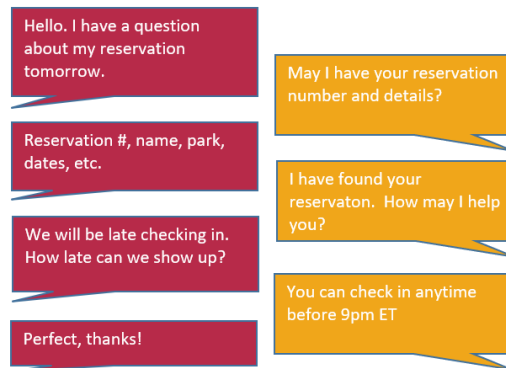 Hello. I have a question
about my reservation
tomorrow.
May I have your reservation
number and details?
Reservation #, name, park,
dates, etc.
I have found your
reservaton. How may I help
you?
We will be late checking in.
How late can we show up?
You can check in anytime
before 9pm ET
Perfect, thanks!